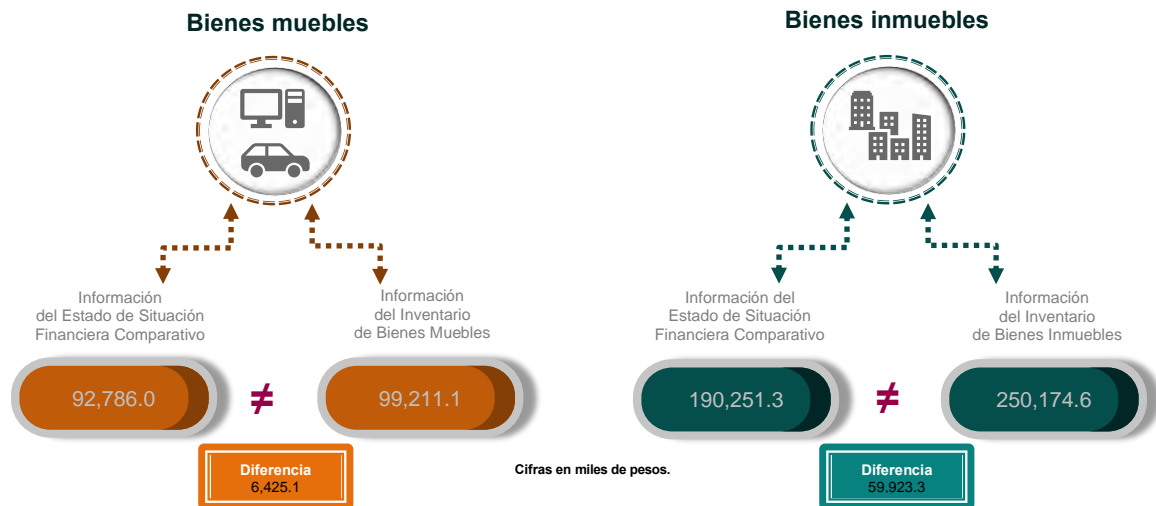 Bienes muebles
Información
del Estado de Situación
Financiera Comparativo
92,786.0
≠
Información
del Inventario
de Bienes Muebles
99,211.1
Diferencia
6,425.1
Cifras en miles de pesos.
Bienes inmuebles
Información del
Estado de Situación
Financiera Comparativo
190,251.3
≠
Información
del Inventario
de Bienes Inmuebles
250,174.6
Diferencia
59,923.3